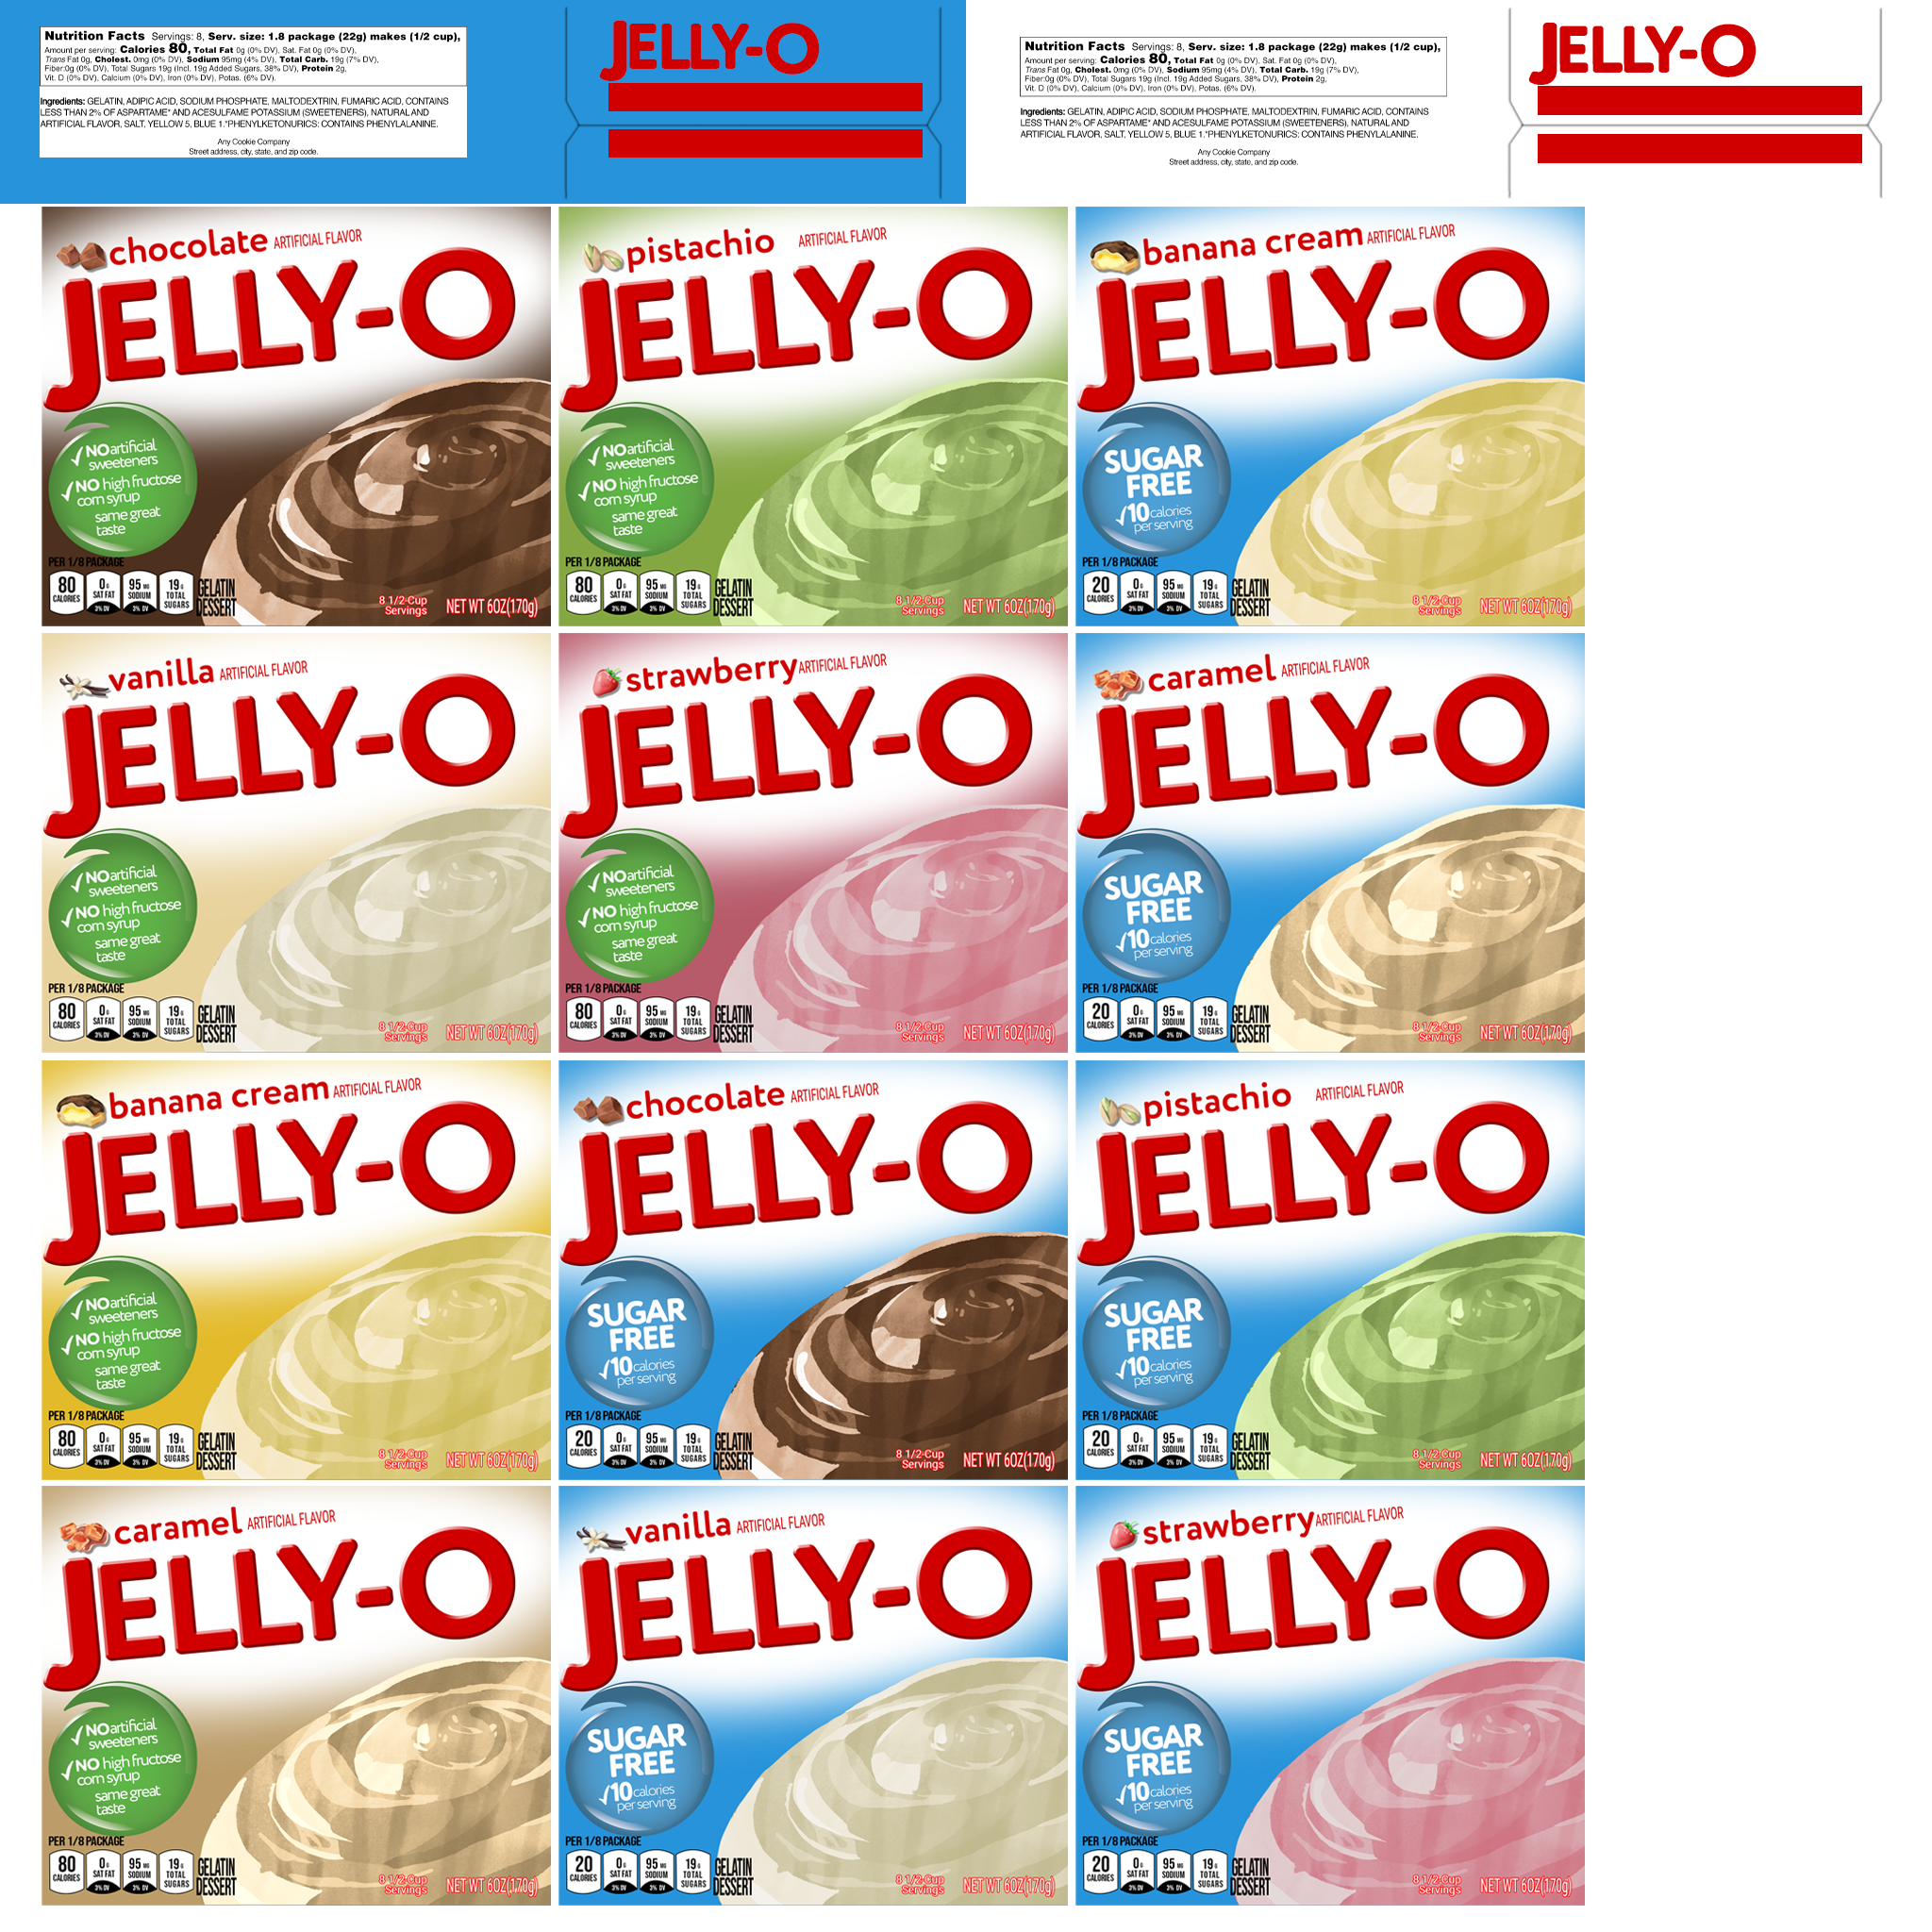 Nutrition Facts Servings: 8, Serv. size: 1.8 package (22g) makes (1/2 cup),
Amount per serving: Calories 80, Total Fat 0g (0% DV), Sat. Fat 0g (0% DV),
Trans Fat 0g, Cholest. 0mg (0% DV), Sodium 95mg (4% DV), Total Carb. 19g (7% DV),
Fiber:0g (0% DV), Total Sugars 19g (Incl. 19g Added Sugars, 38% DV), Protein 2g,
Vit. D (0% DV), Calcium (0% DV), Iron (0% DV), Potas. (6% DV).
Ingredients: GELATIN, ADIPIC ACID, SODIUM PHOSPHATE, MALTODEXTRIN, FUMARIC ACID, CONTAINS
LESS THAN 2% OF ASPARTAME* AND ACESULFAME POTASSIUM (SWEETENERS), NATURAL AND
ARTIFICIAL FLAVOR, SALT, YELLOW 5, BLUE 1.*PHENYLKETONURICS: CONTAINS PHENYLALANINE.
Any Cookie Company
Street address, city, state, and zip code.
JELLY-O
Nutrition Facts Servings: 8, Serv. size: 1.8 package (22g) makes (1/2 cup),
Amount per serving: Calories 80, Total Fat 0g (0% DV), Sat. Fat 0g (0% DV),
Trans Fat 0g, Cholest. 0mg (0% DV), Sodium 95mg (4% DV), Total Carb. 19g (7% DV),
Fiber:0g (0% DV), Total Sugars 19g (Incl. 19g Added Sugars, 38% DV), Protein 2g,
Vit. D (0% DV), Calcium (0% DV), Iron (0% DV), Potas. (6% DV).
Ingredients: GELATIN, ADIPIC ACID, SODIUM PHOSPHATE, MALTODEXTRIN, FUMARIC ACID, CONTAINS
LESS THAN 2% OF ASPARTAME* AND ACESULFAME POTASSIUM (SWEETENERS), NATURAL AND
ARTIFICIAL FLAVOR, SALT, YELLOW 5, BLUE 1.*PHENYLKETONURICS: CONTAINS PHENYLALANINE.
Any Cookie Company
Street address, city, state, and zip code.
JELLY-O
chocolate ARTIFICIAL FLAVOR
JELLY-O
✓NO artificial
sweeteners
✓NO high fructose
corn syrup
same great
taste
PER 1/8 PACKAGE
80 CALORIES
0G SAT FAT 3% DV
95 MG SODIUM 3% DV
19G TOTAL SUGARS
GELATIN
DESSERT
8 1/2-Cup
Servings
NET WT 6OZ(170g)
pistachio ARTIFICIAL FLAVOR
JELLY-O
✓NO artificial
sweeteners
✓NO high fructose
corn syrup
same great
taste
PER 1/8 PACKAGE
80 CALORIES
0G SAT FAT 3% DV
95 MG SODIUM 3% DV
19G TOTAL SUGARS
GELATIN
DESSERT
8 1/2-Cup
Servings
NET WT 6OZ(170g)
banana cream ARTIFICIAL FLAVOR
JELLY-O
SUGAR
FREE
✓10 calories
per serving
PER 1/8 PACKAGE
20 CALORIES
0G SAT FAT 3% DV
95 MG SODIUM 3% DV
19G TOTAL SUGARS
GELATIN
DESSERT
8 1/2-Cup
Servings
NET WT 6OZ(170g)
vanilla ARTIFICIAL FLAVOR
JELLY-O
✓NO artificial
sweeteners
✓NO high fructose
corn syrup
same great
taste
PER 1/8 PACKAGE
80 CALORIES
0G SAT FAT 3% DV
95 MG SODIUM 3% DV
19G TOTAL SUGARS
GELATIN
DESSERT
8 1/2-Cup
Servings
NET WT 6OZ(170g)
strawberry ARTIFICIAL FLAVOR
JELLY-O
✓NO artificial
sweeteners
✓NO high fructose
corn syrup
same great
taste
PER 1/8 PACKAGE
80 CALORIES
0G SAT FAT 3% DV
95 MG SODIUM 3% DV
19G TOTAL SUGARS
GELATIN
DESSERT
8 1/2-Cup
Servings
NET WT 6OZ(170g)
caramel ARTIFICIAL FLAVOR
JELLY-O
SUGAR
FREE
✓10 calories
per serving
PER 1/8 PACKAGE
20 CALORIES
0G SAT FAT 3% DV
95 MG SODIUM 3% DV
19G TOTAL SUGARS
GELATIN
DESSERT
8 1/2-Cup
Servings
NET WT 6OZ(170g)
banana cream ARTIFICIAL FLAVOR
JELLY-O
✓NO artificial
sweeteners
✓NO high fructose
corn syrup
same great
taste
PER 1/8 PACKAGE
80 CALORIES
0G SAT FAT 3% DV
95 MG SODIUM 3% DV
19G TOTAL SUGARS
GELATIN
DESSERT
8 1/2-Cup
Servings
NET WT 6OZ(170g)
chocolate ARTIFICIAL FLAVOR
JELLY-O
SUGAR
FREE
✓10 calories
per serving
PER 1/8 PACKAGE
20 CALORIES
0G SAT FAT 3% DV
95 MG SODIUM 3% DV
19G TOTAL SUGARS
GELATIN
DESSERT
8 1/2-Cup
Servings
NET WT 6OZ(170g)
pistachio ARTIFICIAL FLAVOR
JELLY-O
SUGAR
FREE
✓10 calories
per serving
PER 1/8 PACKAGE
20 CALORIES
0G SAT FAT 3% DV
95 MG SODIUM 3% DV
19G TOTAL SUGARS
GELATIN
DESSERT
8 1/2-Cup
Servings
NET WT 6OZ(170g)
caramel ARTIFICIAL FLAVOR
JELLY-O
✓NO artificial
sweeteners
✓NO high fructose
corn syrup
same great
taste
PER 1/8 PACKAGE
80 CALORIES
0G SAT FAT 3% DV
95 MG SODIUM 3% DV
19G TOTAL SUGARS
GELATIN
DESSERT
8 1/2-Cup
Servings
NET WT 6OZ(170g)
vanilla ARTIFICIAL FLAVOR
JELLY-O
SUGAR
FREE
✓10 calories
per serving
PER 1/8 PACKAGE
20 CALORIES
0G SAT FAT 3% DV
95 MG SODIUM 3% DV
19G TOTAL SUGARS
GELATIN
DESSERT
8 1/2-Cup
Servings
NET WT 6OZ(170g)
strawberry ARTIFICIAL FLAVOR
JELLY-O
SUGAR
FREE
✓10 calories
per serving
PER 1/8 PACKAGE
20 CALORIES
0G SAT FAT 3% DV
95 MG SODIUM 3% DV
19G TOTAL SUGARS
GELATIN
DESSERT
8 1/2-Cup
Servings
NET WT 6OZ(170g)